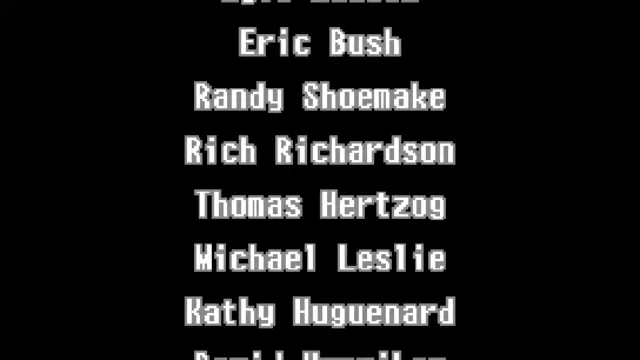 Eric Bush
Randy Shoemake
Rich Richardson
Thomas Hertzog
Michael Leslie
Kathy Huguenard